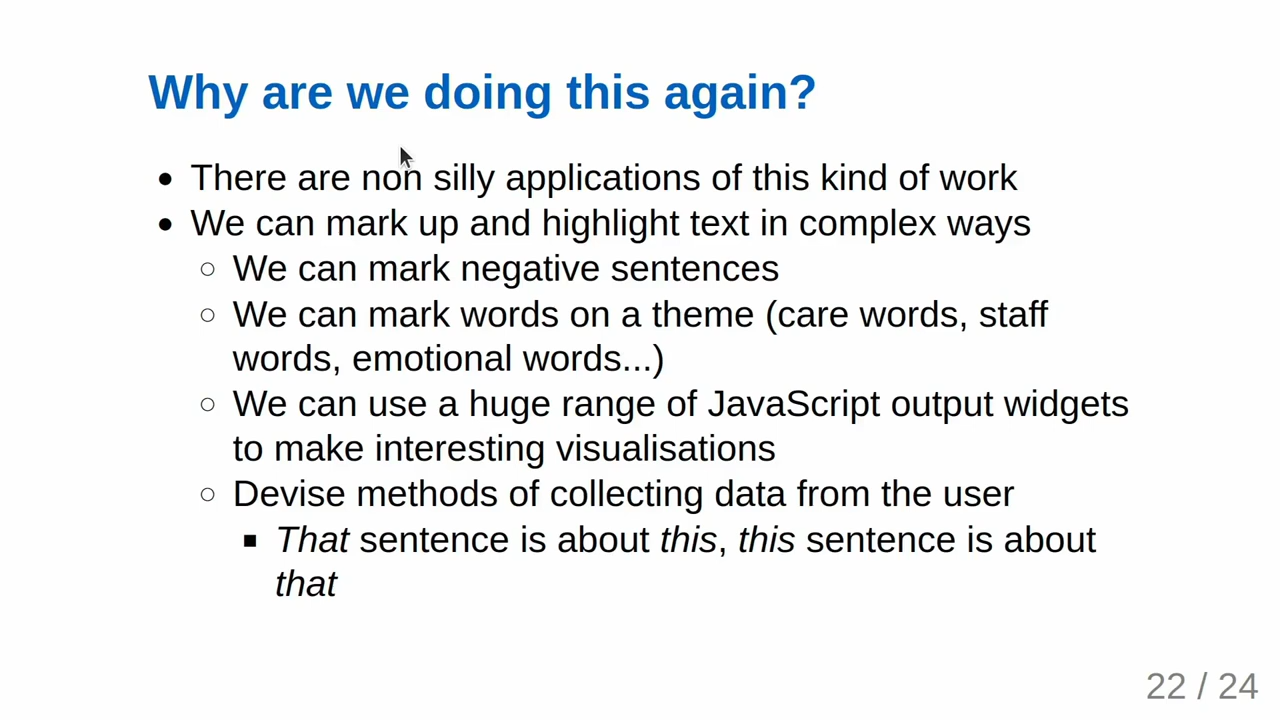 Why are we doing this again?
• There are non silly applications of this kind of work
• We can mark up and highlight text in complex ways
○ We can mark negative sentences
○ We can mark words on a theme (care words, staff
words, emotional words...)
○ We can use a huge range of JavaScript output widgets
to make interesting visualisations
○ Devise methods of collecting data from the user
■ That sentence is about this, this sentence is about
that
22 / 24